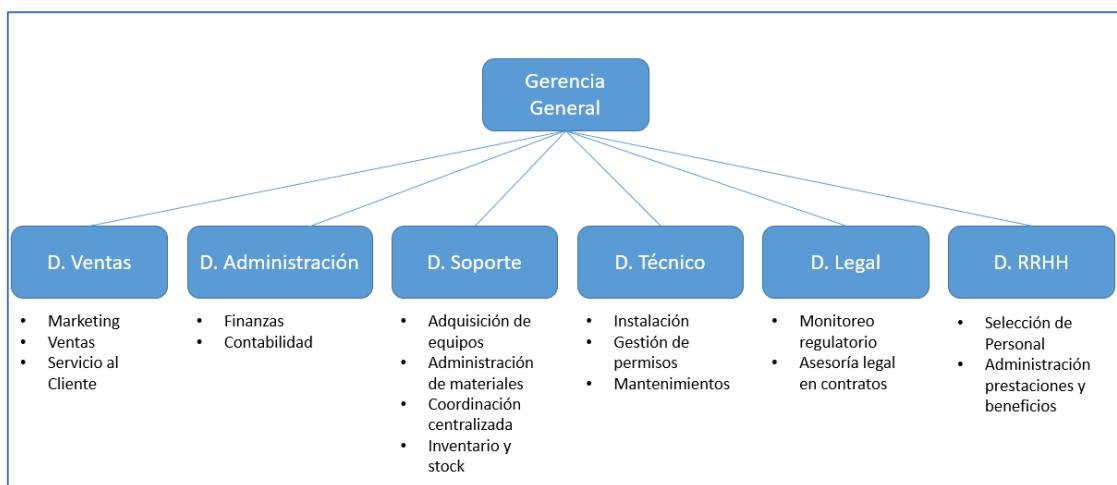 Gerencia
General
D. Ventas
D. Administración
D. Soporte
D. Técnico
D. Legal
D. RRHH
• Marketing
• Ventas
• Servicio al
Cliente
• Finanzas
• Contabilidad
• Adquisición de
equipos
• Administración
de materiales
• Coordinación
centralizada
• Inventario y
stock
• Instalación
• Gestión de
permisos
• Mantenimientos
• Monitoreo
regulatorio
• Asesoría legal
en contratos
• Selección de
Personal
• Administración
prestaciones y
beneficios